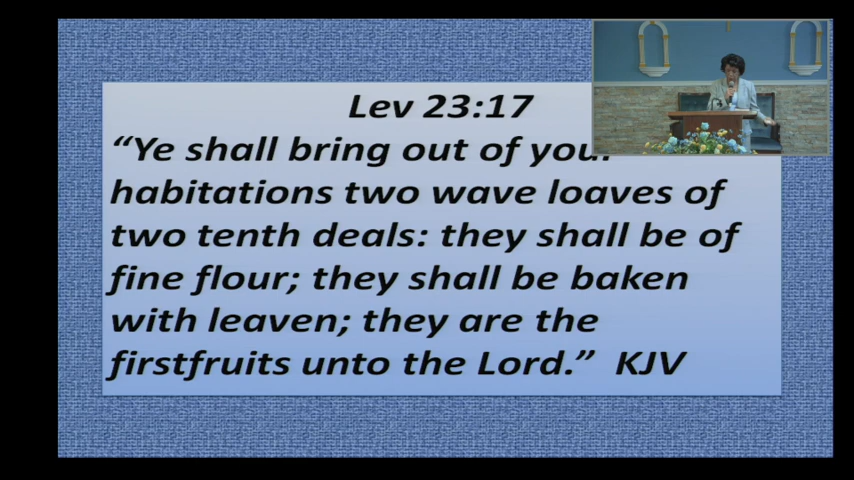 Lev 23:17
“Ye shall bring out of your
habitations two wave loaves of
two tenth deals: they shall be of
fine flour; they shall be baken
with leaven; they are the
firstfruits unto the Lord.” KJV